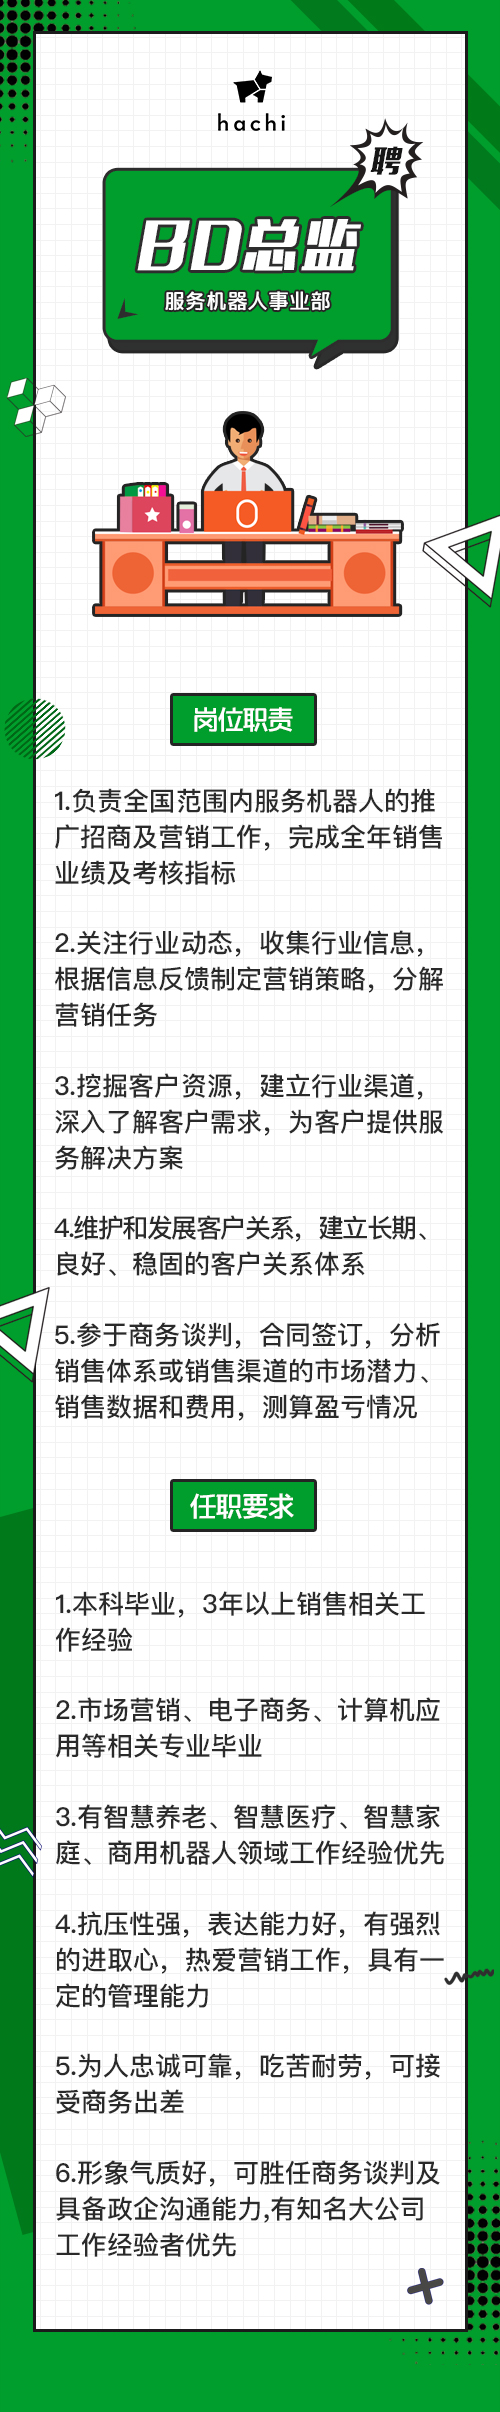 hachi
聘
BD总监
服务机器人事业部
岗位职责
1.负责全国范围内服务机器人的推
广招商及营销工作，完成全年销售
业绩及考核指标
2.关注行业动态，收集行业信息，
根据信息反馈制定营销策略，分解
营销任务
3.挖掘客户资源，建立行业渠道，
深入了解客户需求，为客户提供服
务解决方案
4.维护和发展客户关系，建立长期、
良好、稳固的客户关系体系
5.参于商务谈判，合同签订，分析
销售体系或销售渠道的市场潜力、
销售数据和费用，测算盈亏情况
任职要求
1.本科毕业，3年以上销售相关工
作经验
2.市场营销、电子商务、计算机应
用等相关专业毕业
3.有智慧养老、智慧医疗、智慧家
庭、商用机器人领域工作经验优先
4.抗压性强，表达能力好，有强烈
的进取心，热爱营销工作，具有一
定的管理能力
5.为人忠诚可靠，吃苦耐劳，可接
受商务出差
6.形象气质好，可胜任商务谈判及
具备政企沟通能力,有知名大公司
工作经验者优先